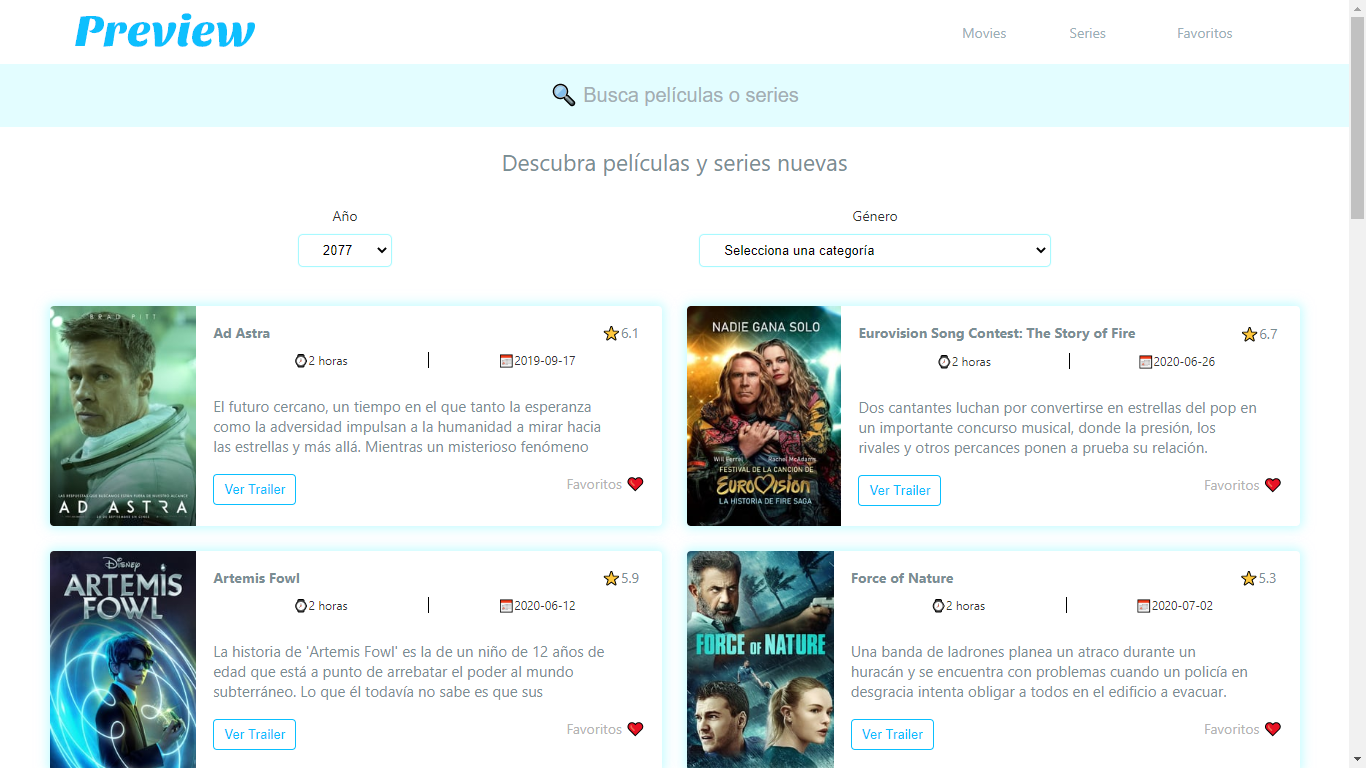 Preview
Movies
Series
Favoritos
Busca películas o series
Descubra películas y series nuevas
Año
Género
2077
Selecciona una categoría
BRAD PITT
AD ASTRA
Ad Astra
6.1
2 horas
2019-09-17
El futuro cercano, un tiempo en el que tanto la esperanza
como la adversidad impulsan a la humanidad a mirar hacia
las estrellas y más allá. Mientras un misterioso fenómeno
Ver Trailer
Favoritos
NADIE GANA SOLO
Will Ferrell
Rachel McAdams
FESTIVAL DE LA CANCIÓN DE
EUROVISION
LA HISTORIA DE FIRE SAGA
Eurovision Song Contest: The Story of Fire
6.7
2 horas
2020-06-26
Dos cantantes luchan por convertirse en estrellas del pop en
un importante concurso musical, donde la presión, los
rivales y otros percances ponen a prueba su relación.
Ver Trailer
Favoritos
Disney
ARTEMIS
FOWL
Artemis Fowl
5.9
2 horas
2020-06-12
La historia de 'Artemis Fowl' es la de un niño de 12 años de
edad que está a punto de arrebatar el poder al mundo
subterráneo. Lo que él todavía no sabe es que sus
Ver Trailer
Favoritos
FORCE OF NATURE
Force of Nature
5.3
2 horas
2020-07-02
Una banda de ladrones planea un atraco durante un
huracán y se encuentra con problemas cuando un policía en
desgracia intenta obligar a todos en el edificio a evacuar.
Ver Trailer
Favoritos